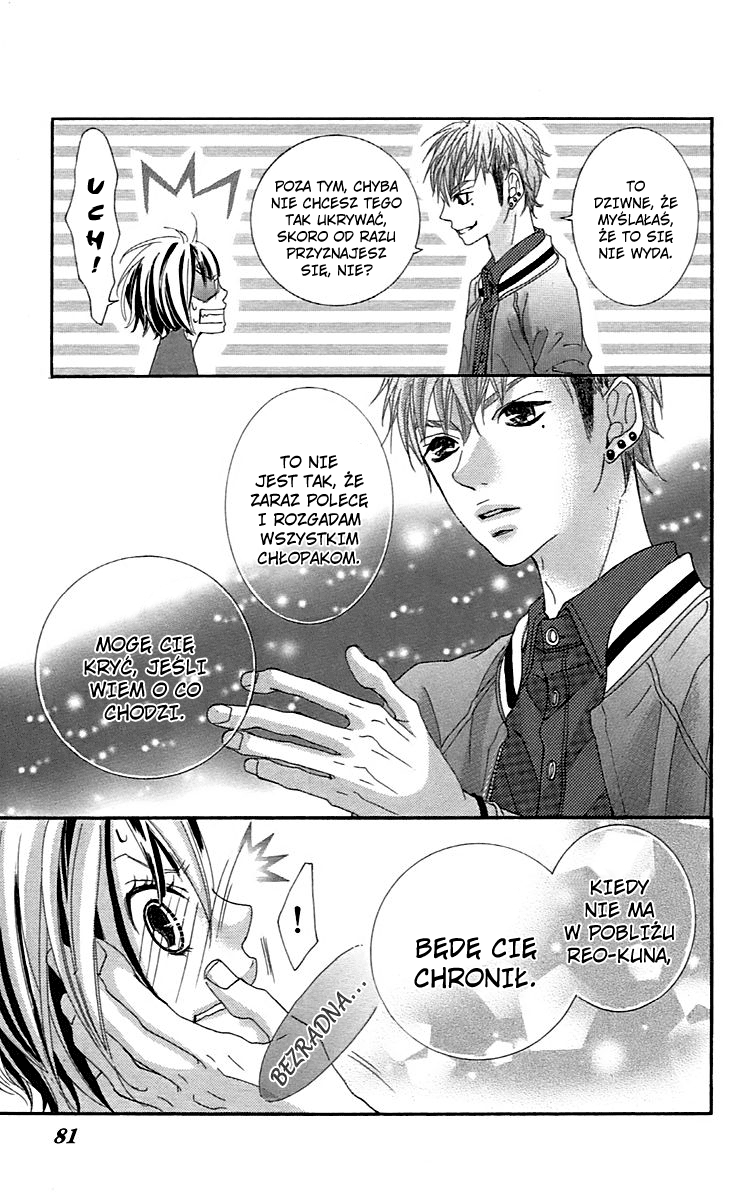 TO
DZIWNE, ŻE
MYŚLAŁAŚ,
ŻE TO SIĘ
NIE WYDA.
POZA TYM, CHYBA
NIE CHCESZ TEGO
TAK UKRYWAĆ,
SKORO OD RAZU
PRZYZNAJESZ
SIĘ, NIE?
UCH!
TO NIE
JEST TAK, ŻE
ZARAZ POLECĘ
I ROZGADAM
WSZYSTKIM
CHŁOPAKOM.
MOGĘ CIĘ
KRYĆ, JEŚLI
WIEM O CO
CHODZI.
KIEDY
NIE MA
W POBLIŻU
REO-KUNA,
BĘDĘ CIĘ
CHRONIŁ.
!
BEZRADNA...
81